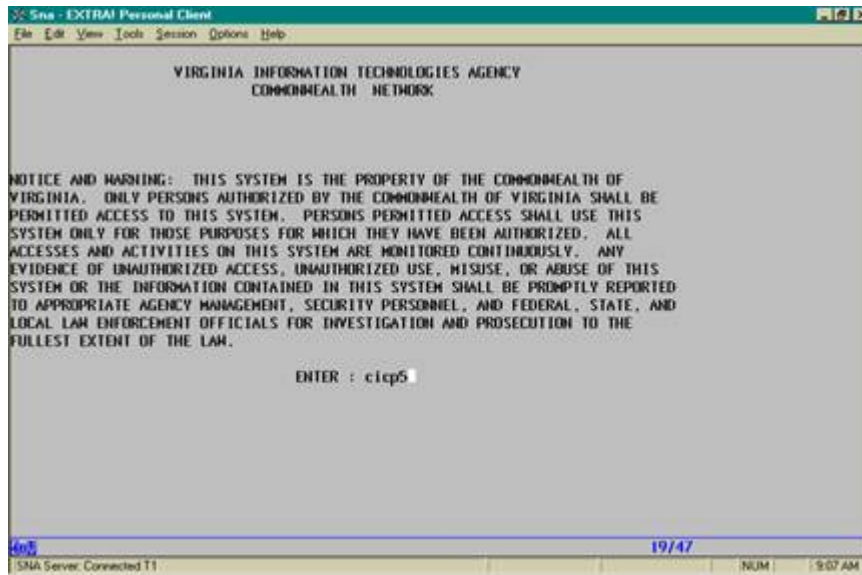 Sna - EXTRA! Personal Client
File Edit View Tools Session Options Help
VIRGINIA INFORMATION TECHNOLOGIES AGENCY
COMMONWEALTH NETWORK
NOTICE AND WARNING: THIS SYSTEM IS THE PROPERTY OF THE COMMONWEALTH OF
VIRGINIA. ONLY PERSONS AUTHORIZED BY THE COMMONWEALTH OF VIRGINIA SHALL BE
PERMITTED ACCESS TO THIS SYSTEM. PERSONS PERMITTED ACCESS SHALL USE THIS
SYSTEM ONLY FOR THOSE PURPOSES FOR WHICH THEY HAVE BEEN AUTHORIZED. ALL
ACCESSES AND ACTIVITIES ON THIS SYSTEM ARE MONITORED CONTINUOUSLY. ANY
EVIDENCE OF UNAUTHORIZED ACCESS, UNAUTHORIZED USE, MISUSE, OR ABUSE OF THIS
SYSTEM OR THE INFORMATION CONTAINED IN THIS SYSTEM SHALL BE PROMPTLY REPORTED
TO APPROPRIATE AGENCY MANAGEMENT, SECURITY PERSONNEL, AND FEDERAL, STATE, AND
LOCAL LAW ENFORCEMENT OFFICIALS FOR INVESTIGATION AND PROSECUTION TO THE
FULLEST EXTENT OF THE LAW.
ENTER : cicp5
19/47
SNA Server: Connected T1 NUM 9:07 AM